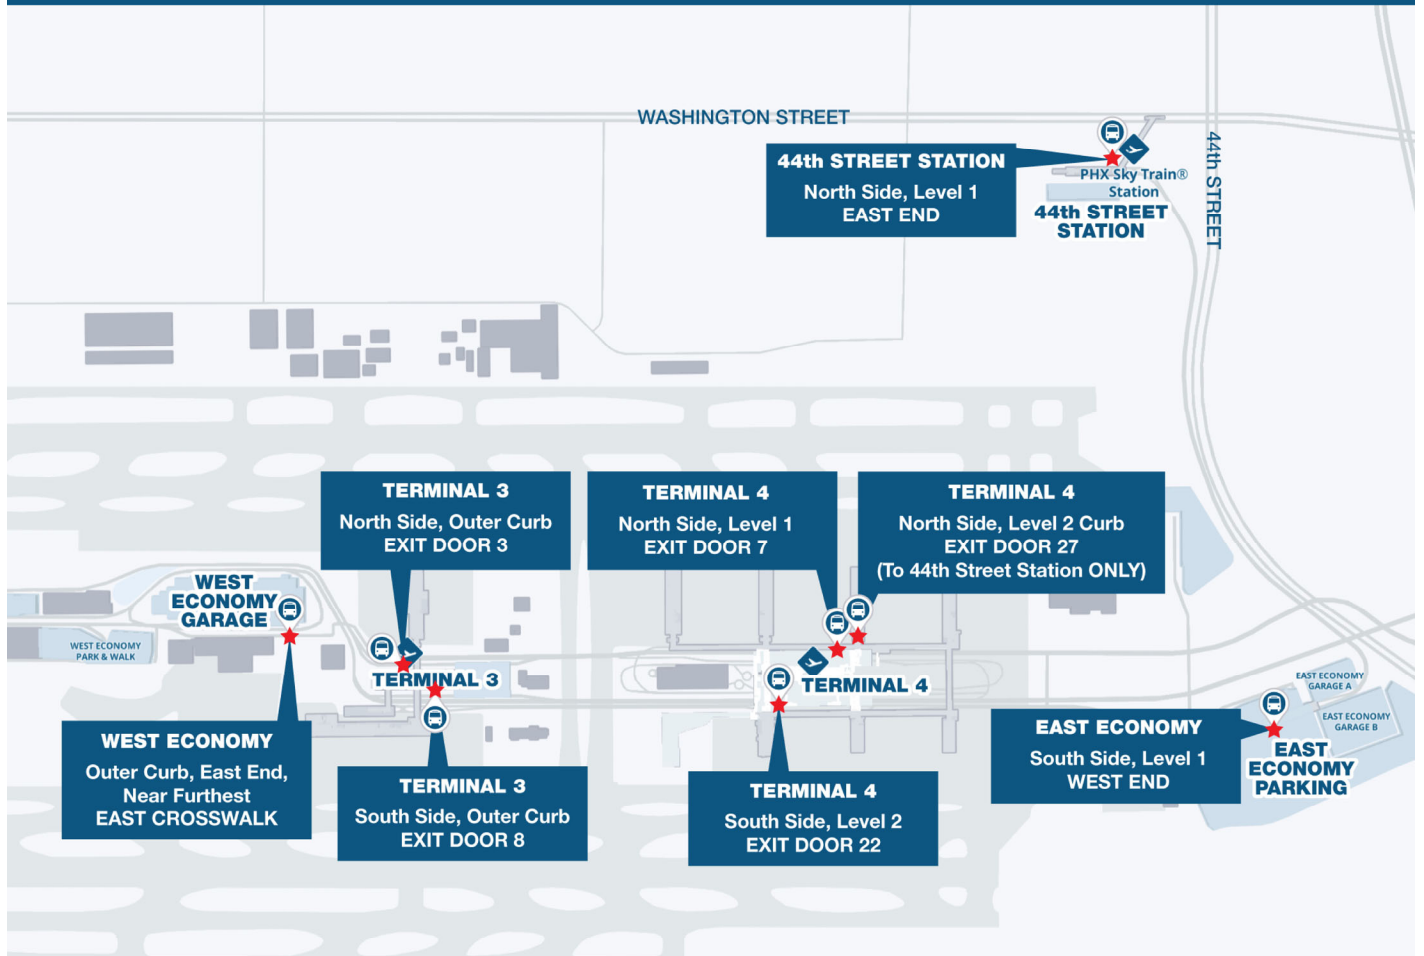 WASHINGTON STREET
44th STREET
44th STREET STATION
North Side, Level 1
EAST END
PHX Sky Train®
Station
44th STREET
STATION
TERMINAL 3
North Side, Outer Curb
EXIT DOOR 3
TERMINAL 4
North Side, Level 1
EXIT DOOR 7
TERMINAL 4
North Side, Level 2 Curb
EXIT DOOR 27
(To 44th Street Station ONLY)
WEST
ECONOMY
GARAGE
WEST ECONOMY
PARK & WALK
TERMINAL 3
TERMINAL 4
EAST ECONOMY
GARAGE A
EAST ECONOMY
GARAGE B
WEST ECONOMY
Outer Curb, East End,
Near Furthest
EAST CROSSWALK
TERMINAL 3
South Side, Outer Curb
EXIT DOOR 8
TERMINAL 4
South Side, Level 2
EXIT DOOR 22
EAST ECONOMY
South Side, Level 1
WEST END
EAST
ECONOMY
PARKING